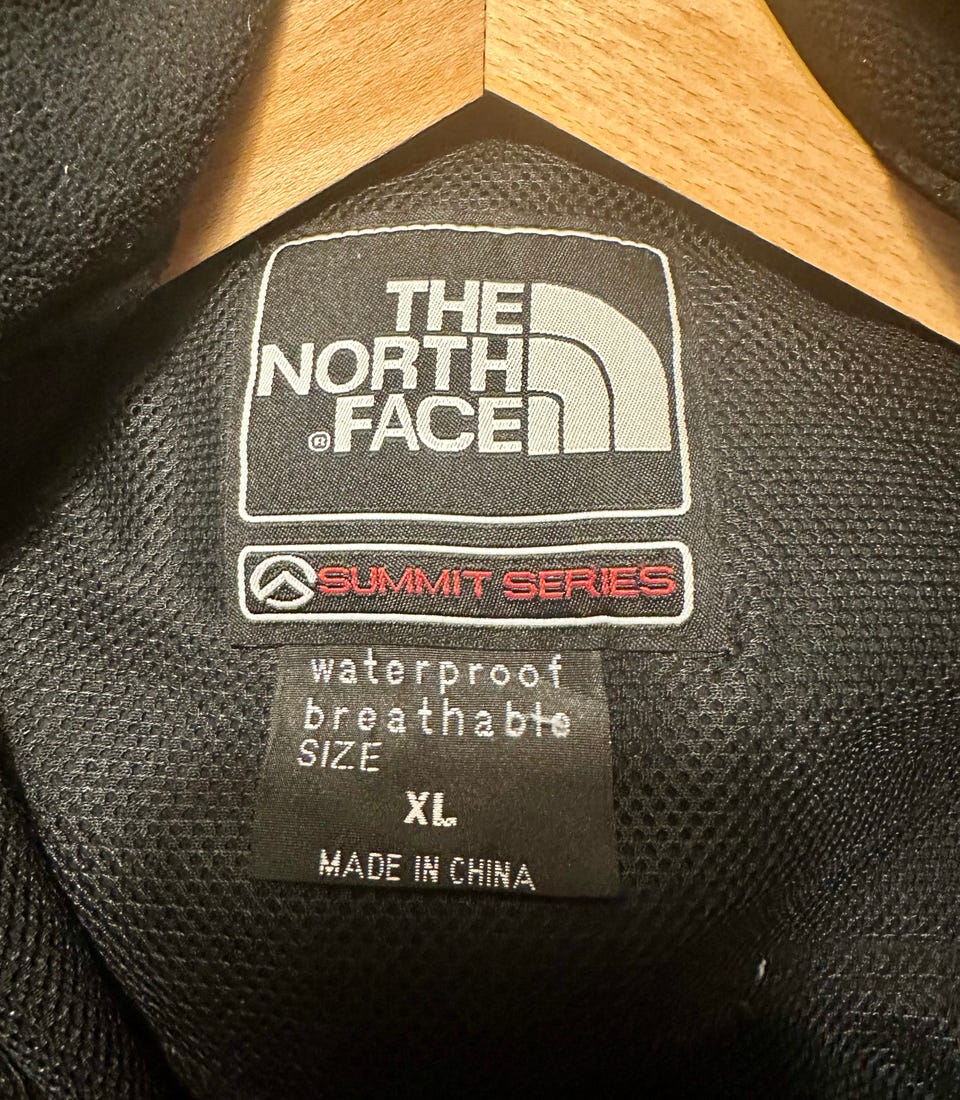 THE
NORTH
®FACE
SUMMIT SERIES
waterproof
breathable
SIZE
XL
MADE IN CHINA